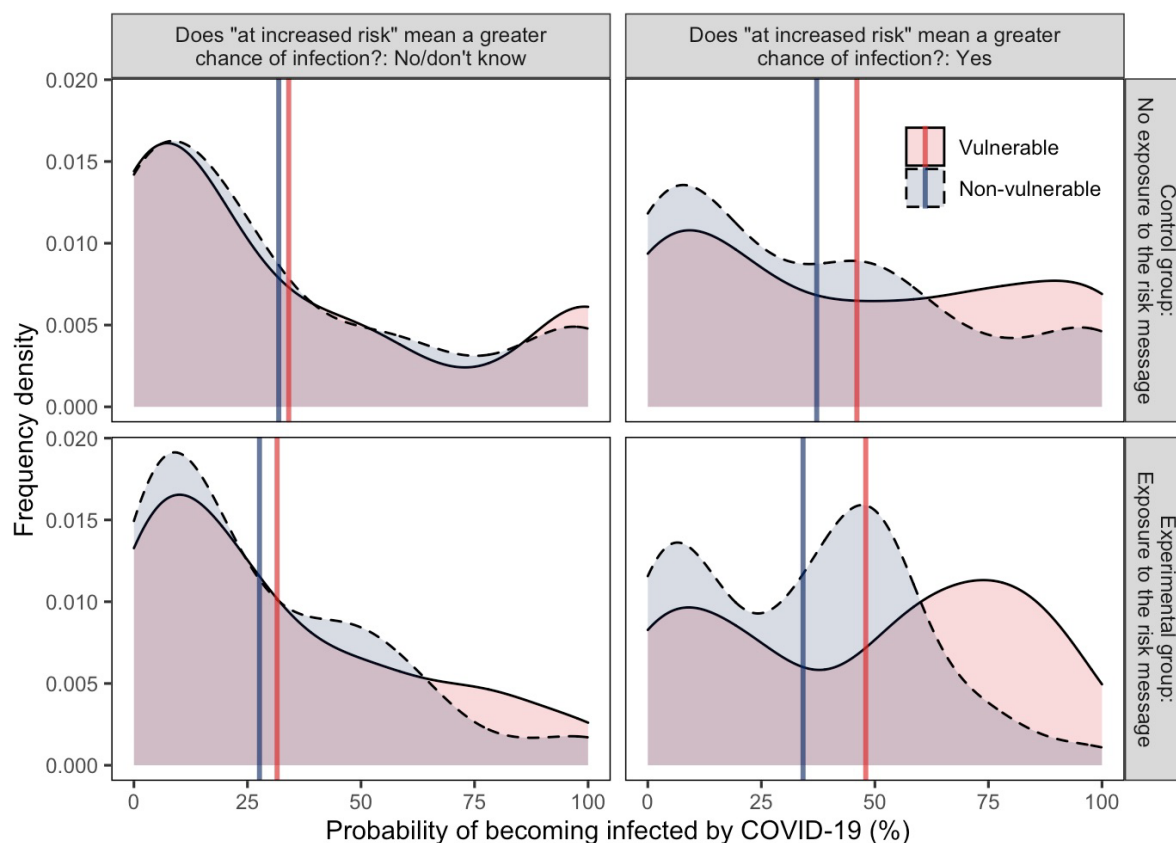 Does "at increased risk" mean a greater
chance of infection?: No/don't know
Does "at increased risk" mean a greater
chance of infection?: Yes
0.020
0.015
0.010
0.005
0.000
Vulnerable
Non-vulnerable
Control group:
No exposure to the risk message
Frequency density
0.020
0.015
0.010
0.005
0.000
Experimental group:
Exposure to the risk message
0
25
50
75
100
0
25
50
75
100
Probability of becoming infected by COVID-19 (%)